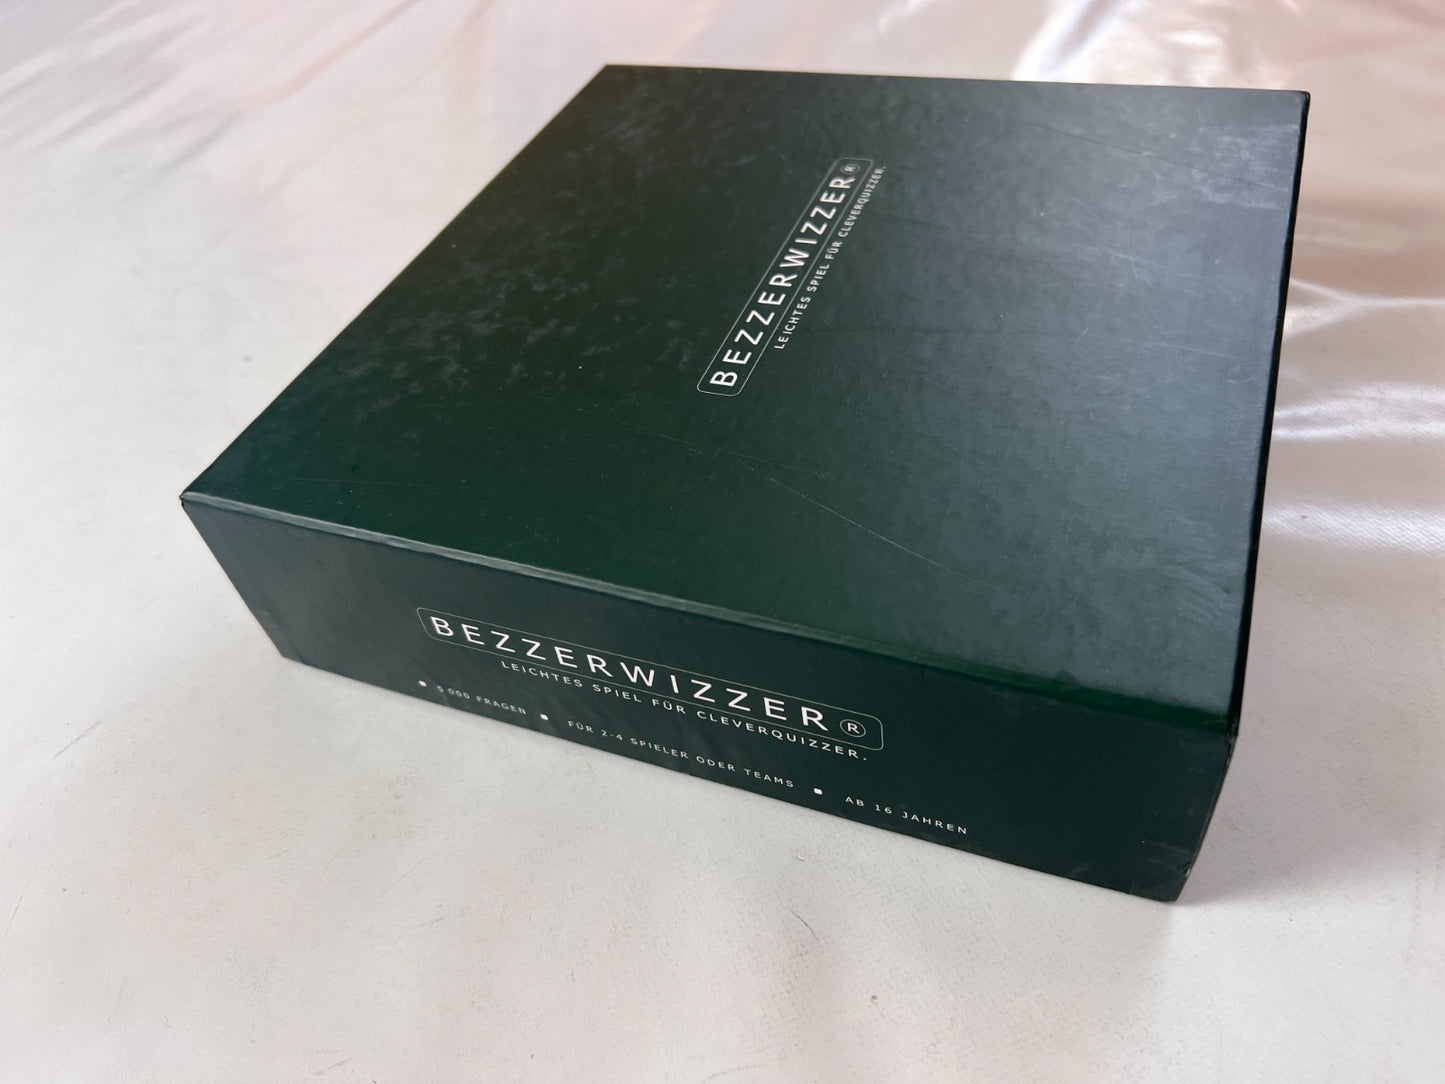 BEZZERWIZZER®
LEICHTES SPIEL FÜR CLEVERQUIZZER.
BEZZERWIZZER®
LEICHTES SPIEL FÜR CLEVERQUIZZER.
▪ 5 000 FRAGEN ▪ FÜR 2-4 SPIELER ODER TEAMS ▪ AB 16 JAHREN